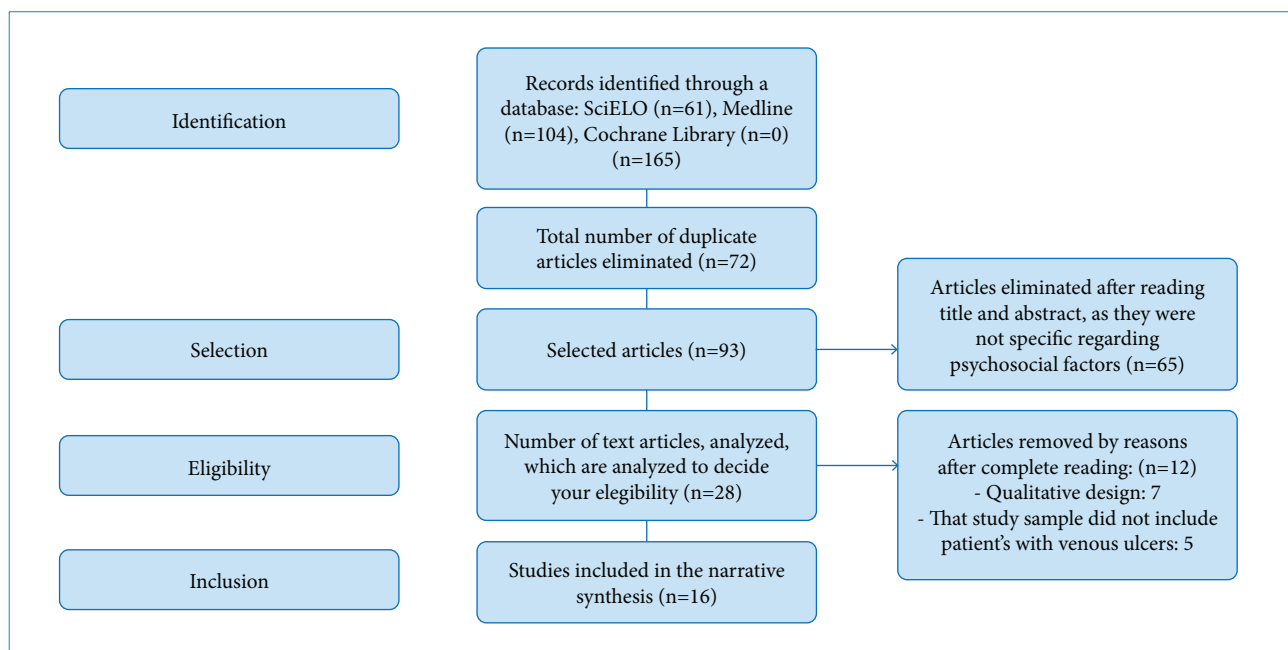 Identification
Records identified through a
database: SciELO (n=61), Medline
(n=104), Cochrane Library (n=0)
(n=165)
Total number of duplicate
articles eliminated (n=72)
Selection
Selected articles (n=93)
Articles eliminated after reading
title and abstract, as they were
not specific regarding
psychosocial factors (n=65)
Eligibility
Number of text articles, analyzed,
which are analyzed to decide
your elegibility (n=28)
Articles removed by reasons
after complete reading: (n=12)
- Qualitative design: 7
- That study sample did not include
patient's with venous ulcers: 5
Inclusion
Studies included in the narrative
synthesis (n=16)